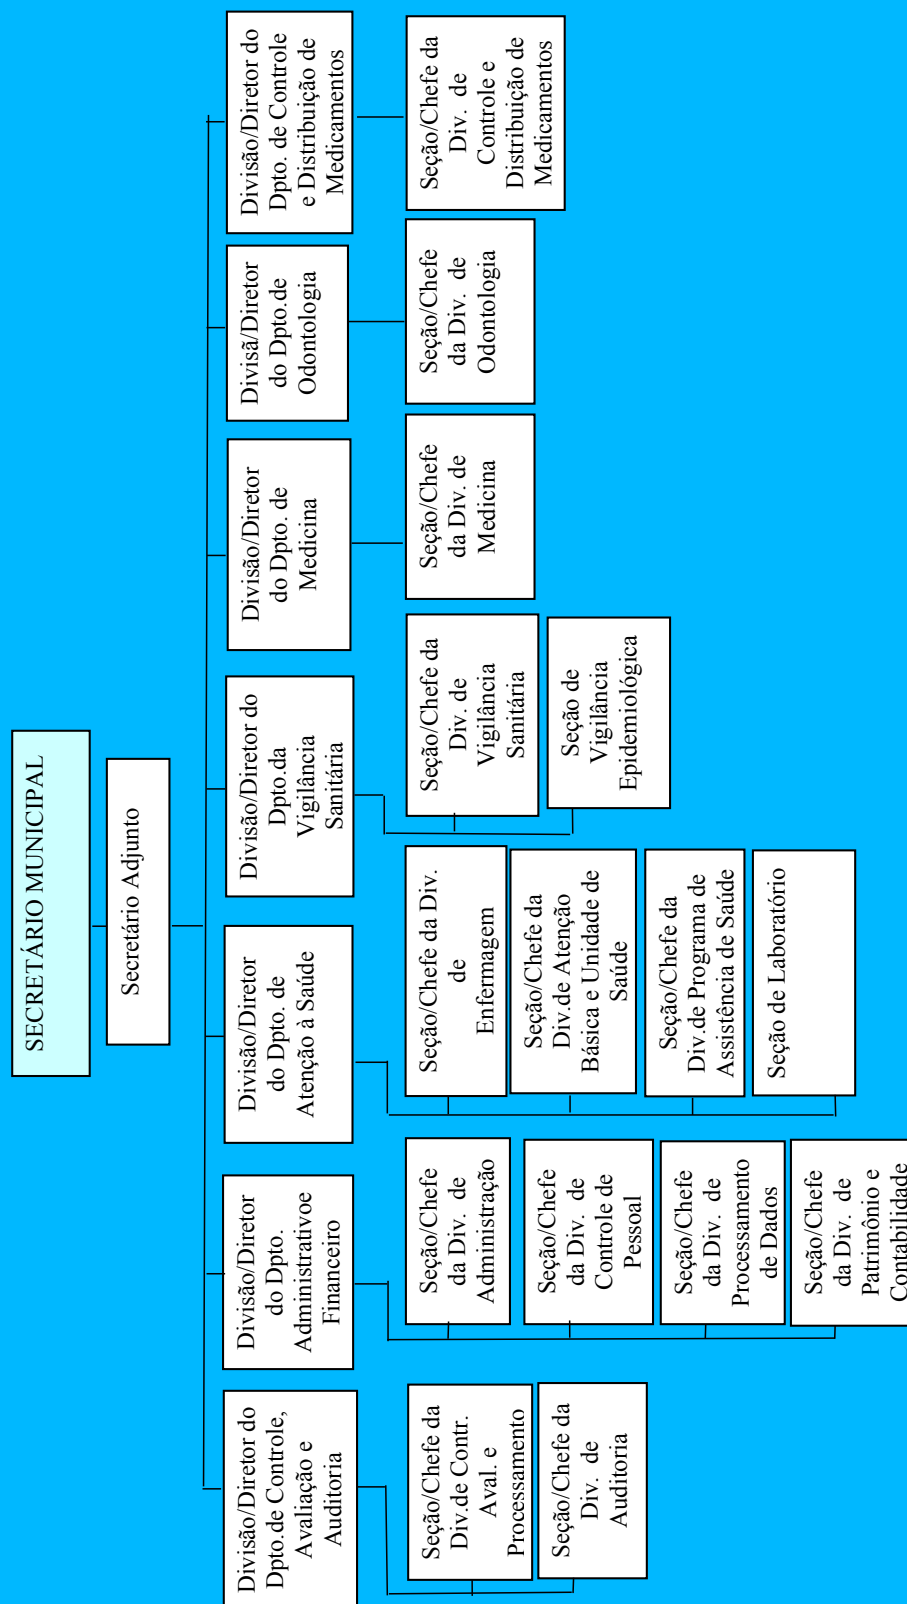 SECRETÁRIO MUNICIPAL
Secretário Adjunto
Divisão/Diretor do
Dpto.de Controle,
Avaliação e
Auditoria
Divisão/Diretor
do Dpto.
Administrativoe
Financeiro
Divisão/Diretor
do Dpto. de
Atenção à Saúde
Divisão/Diretor do
Dpto.da
Vigilância
Sanitária
Divisão/Diretor
do Dpto. de
Medicina
Divisã/Diretor
do Dpto.de
Odontologia
Divisão/Diretor do
Dpto. de Controle
e Distribuição de
Medicamentos
Seção/Chefe da
Div.de Contr.
Aval. e
Processamento
Seção/Chefe da
Div. de
Auditoria
Seção/Chefe
da Div. de
Administração
Seção/Chefe
da Div. de
Controle de
Pessoal
Seção/Chefe
da Div. de
Processamento
de Dados
Seção/Chefe
da Div. de
Patrimônio e
Contabilidade
Seção/Chefe da Div.
de
Enfermagem
Seção/Chefe da
Div.de Atenção
Básica e Unidade de
Saúde
Seção/Chefe da
Div.de Programa de
Assistência de Saúde
Seção de Laboratório
Seção/Chefe da
Div. de
Vigilância
Sanitária
Seção de
Vigilância
Epidemiológica
Seção/Chefe
da Div. de
Medicina
Seção/Chefe
da Div. de
Odontologia
Seção/Chefe da
Div. de
Controle e
Distribuição de
Medicamentos